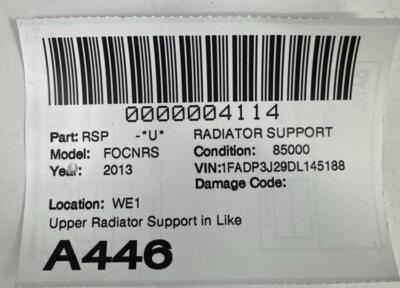 0000004114
Part: RSP -*U* RADIATOR SUPPORT
Model: FOCNRS Condition: 85000
Year: 2013 VIN:1FADP3J29DL145188
Damage Code:
Location: WE1
Upper Radiator Support in Like
A446